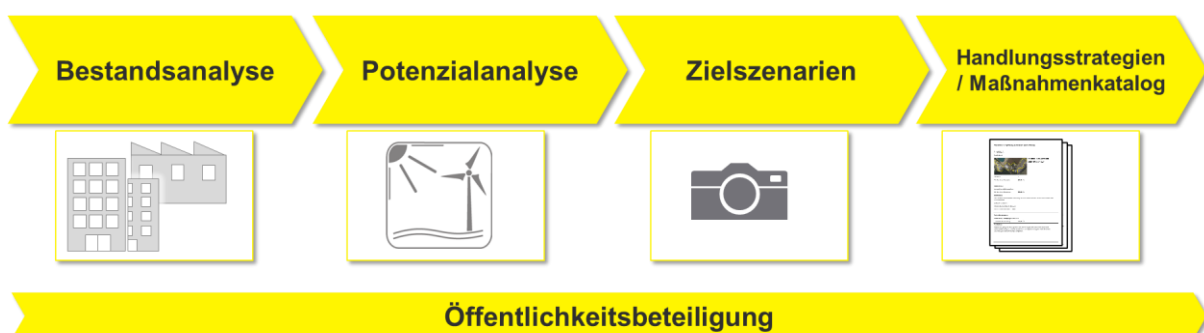 Bestandsanalyse
Potenzialanalyse
Zielszenarien
Handlungsstrategien
/ Maßnahmenkatalog
Öffentlichkeitsbeteiligung